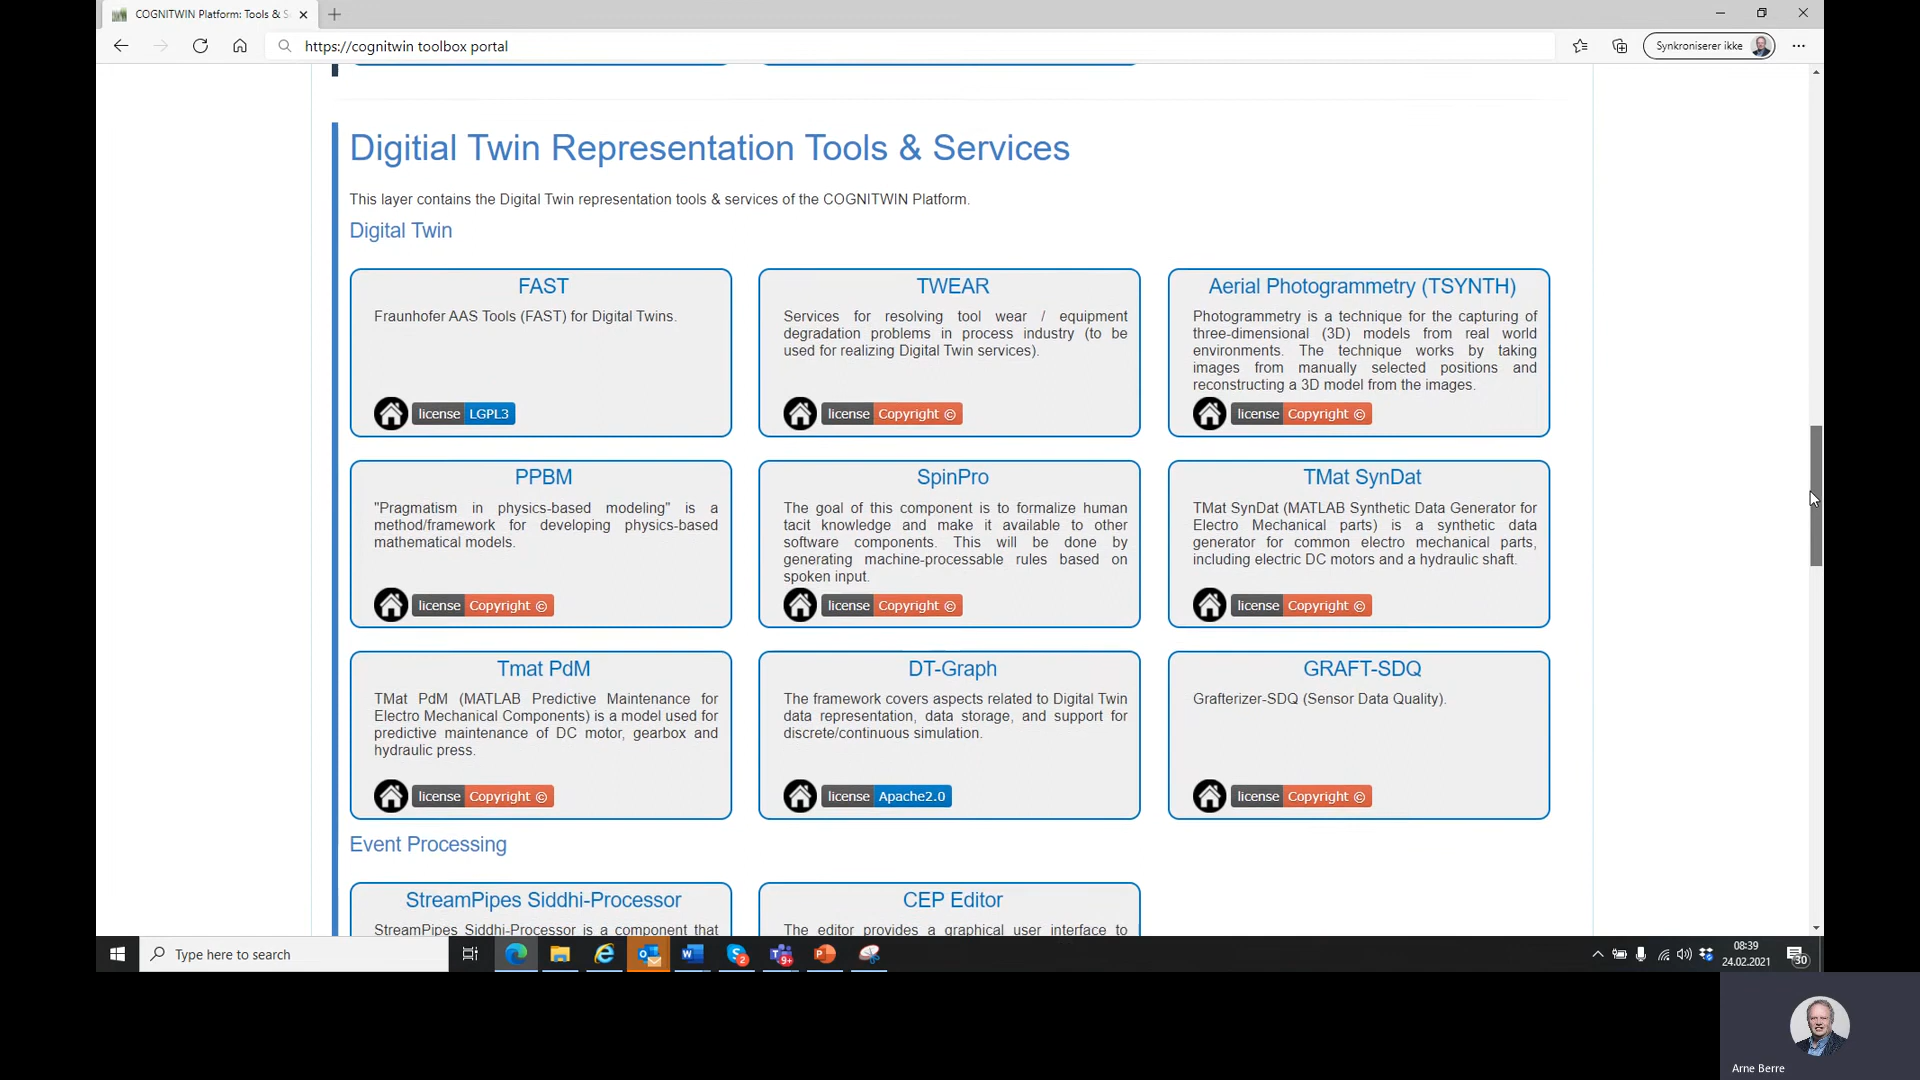 COGNITWIN Platform: Tools & S
https://cognitwin toolbox portal
Synkroniserer ikke
Digitial Twin Representation Tools & Services
This layer contains the Digital Twin representation tools & services of the COGNITWIN Platform.
Digital Twin
FAST
Fraunhofer AAS Tools (FAST) for Digital Twins.
license LGPL3
TWEAR
Services for resolving tool wear / equipment
degradation problems in process industry (to be
used for realizing Digital Twin services).
license Copyright ©
Aerial Photogrammetry (TSYNTH)
Photogrammetry is a technique for the capturing of
three-dimensional (3D) models from real world
environments. The technique works by taking
images from manually selected positions and
reconstructing a 3D model from the images.
license Copyright ©
PPBM
"Pragmatism in physics-based modeling" is a
method/framework for developing physics-based
mathematical models.
license Copyright ©
SpinPro
The goal of this component is to formalize human
tacit knowledge and make it available to other
software components. This will be done by
generating machine-processable rules based on
spoken input.
license Copyright ©
TMat SynDat
TMat SynDat (MATLAB Synthetic Data Generator for
Electro Mechanical parts) is a synthetic data
generator for common electro mechanical parts,
including electric DC motors and a hydraulic shaft.
license Copyright ©
Tmat PdM
TMat PdM (MATLAB Predictive Maintenance for
Electro Mechanical Components) is a model used for
predictive maintenance of DC motor, gearbox and
hydraulic press.
license Copyright ©
DT-Graph
The framework covers aspects related to Digital Twin
data representation, data storage, and support for
discrete/continuous simulation.
license Apache2.0
GRAFT-SDQ
Grafterizer-SDQ (Sensor Data Quality).
license Copyright ©
Event Processing
StreamPipes Siddhi-Processor
StreamPipes Siddhi-Processor is a component that
CEP Editor
The editor provides a graphical user interface to
Type here to search
2
9+
08:39
24.02.2021
30
Arne Berre